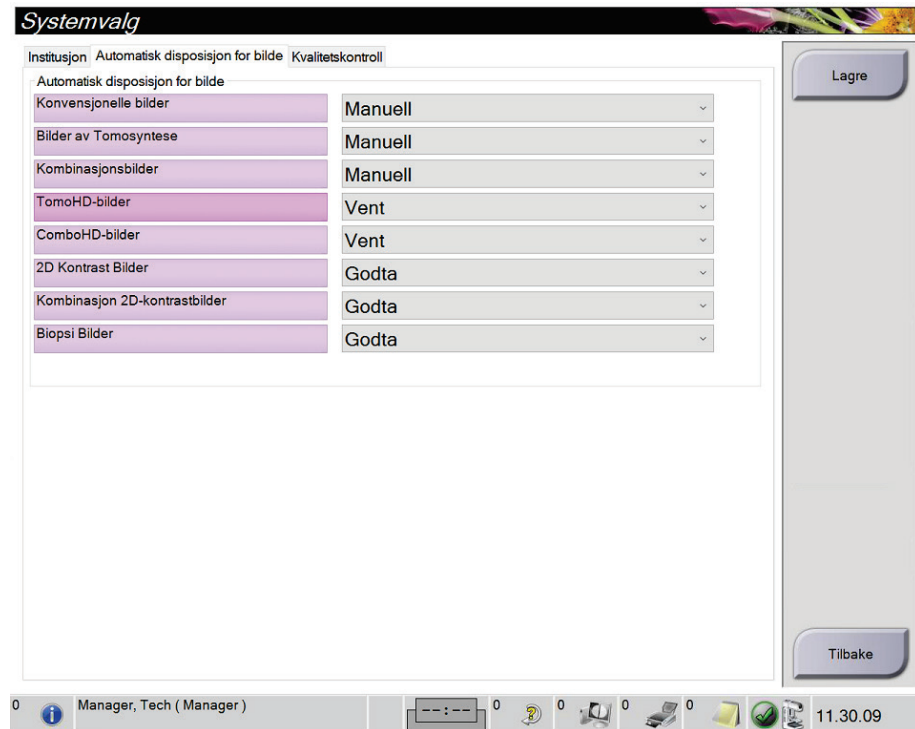 Systemvalg
Institusjon Automatisk disposisjon for bilde Kvalitetskontroll
Lagre
Automatisk disposisjon for bilde
Konvensjonelle bilder Manuell
Bilder av Tomosyntese Manuell
Kombinasjonsbilder Manuell
TomoHD-bilder Vent
ComboHD-bilder Vent
2D Kontrast Bilder Godta
Kombinasjon 2D-kontrastbilder Godta
Biopsi Bilder Godta
Tilbake
0 Manager, Tech ( Manager ) --:-- 0 0 0 0 11.30.09